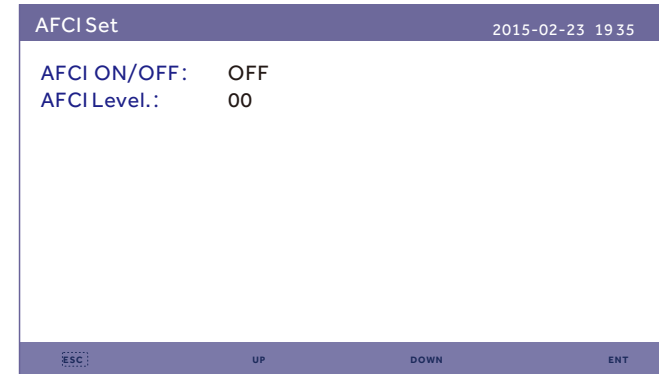 AFCI Set 2015-02-23 19 35
AFCI ON/OFF: OFF
AFCI Level.: 00
ESC UP DOWN ENT